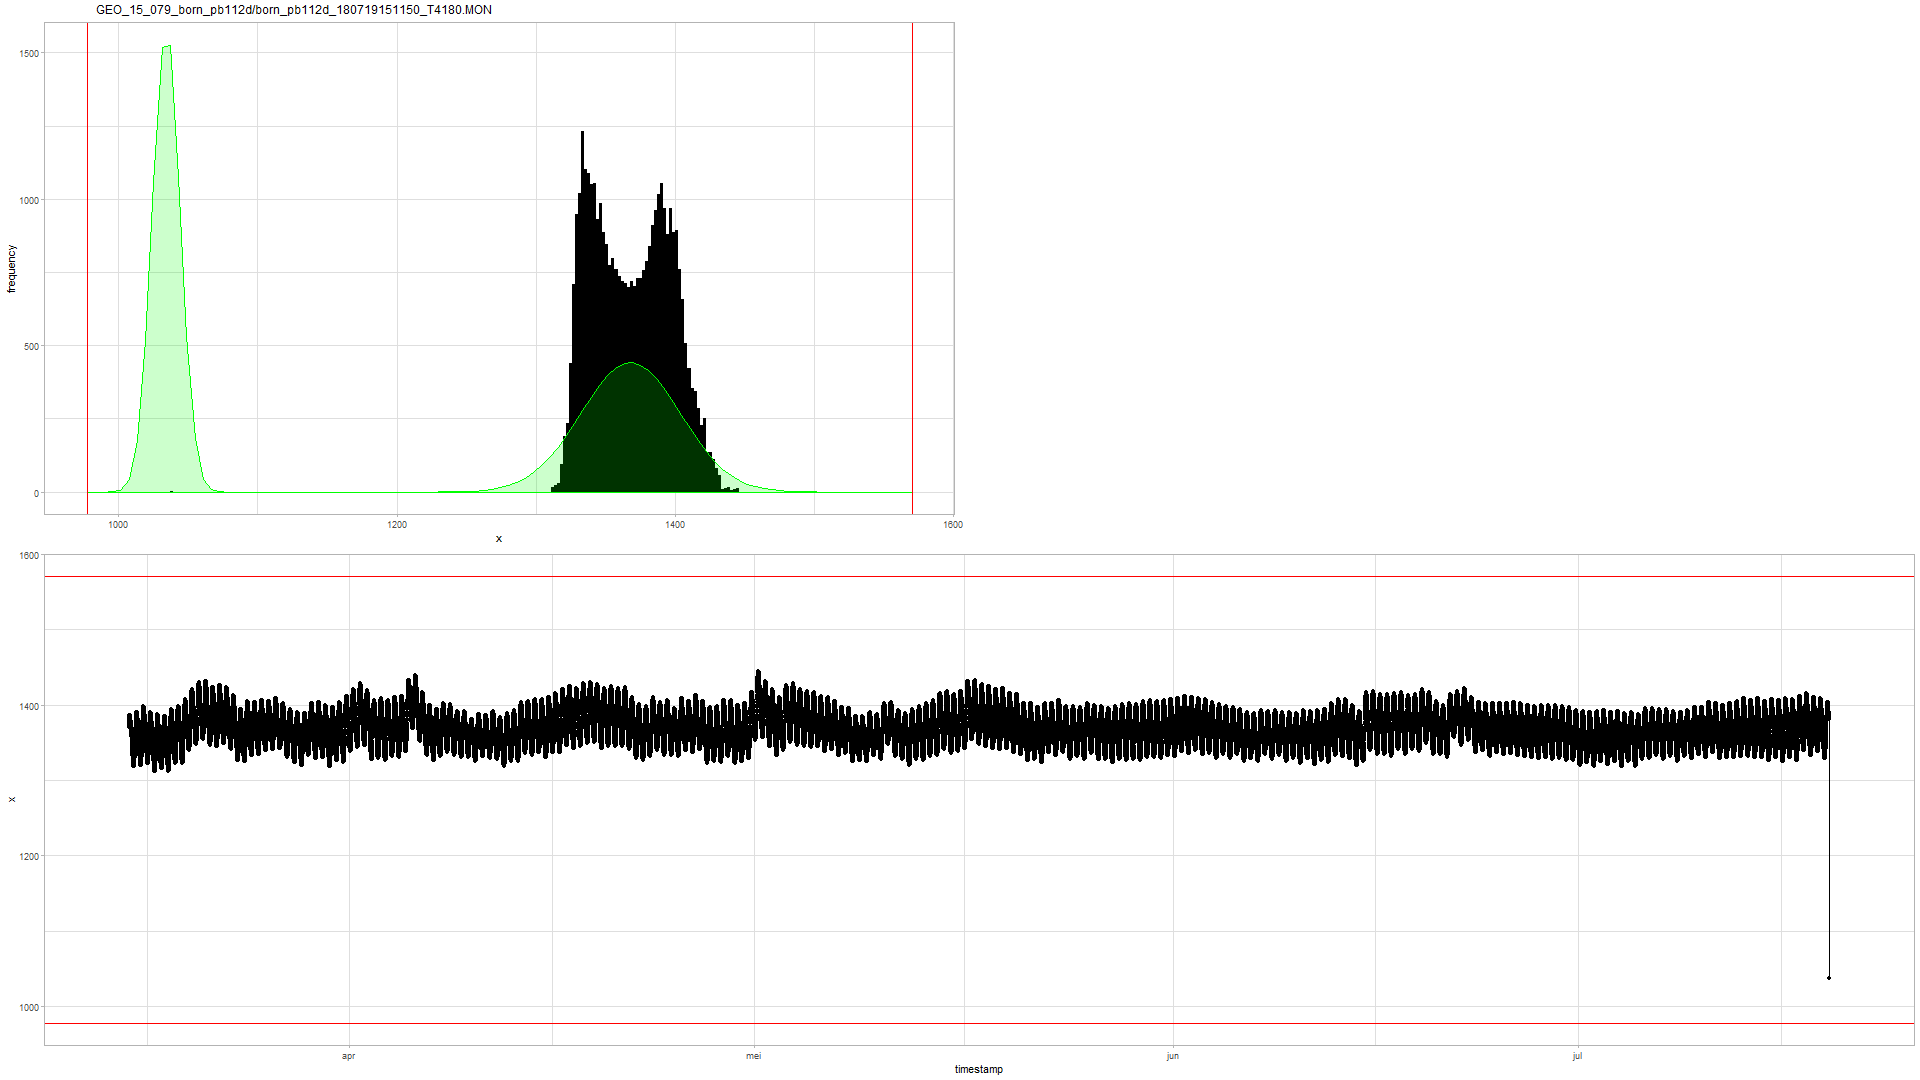 GEO_15_079_born_pb112d/born_pb112d_180719151150_T4180.MON
1500
1000
500
0
frequency
1000 1200 1400 1600
x
1600
1400
1200
1000
x
apr mei jun jul
timestamp